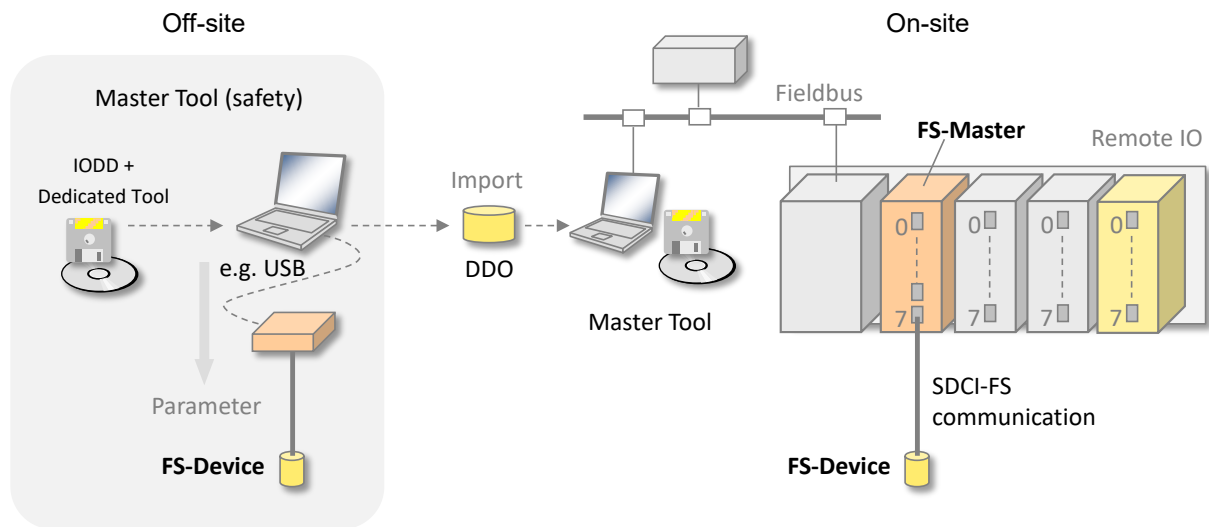 Off-site
On-site
Master Tool (safety)
Fieldbus
FS-Master
Remote IO
IODD +
Dedicated Tool
Import
e.g. USB
DDO
Master Tool
0
0
0
0
7
7
7
7
Parameter
SDCI-FS
communication
FS-Device
FS-Device